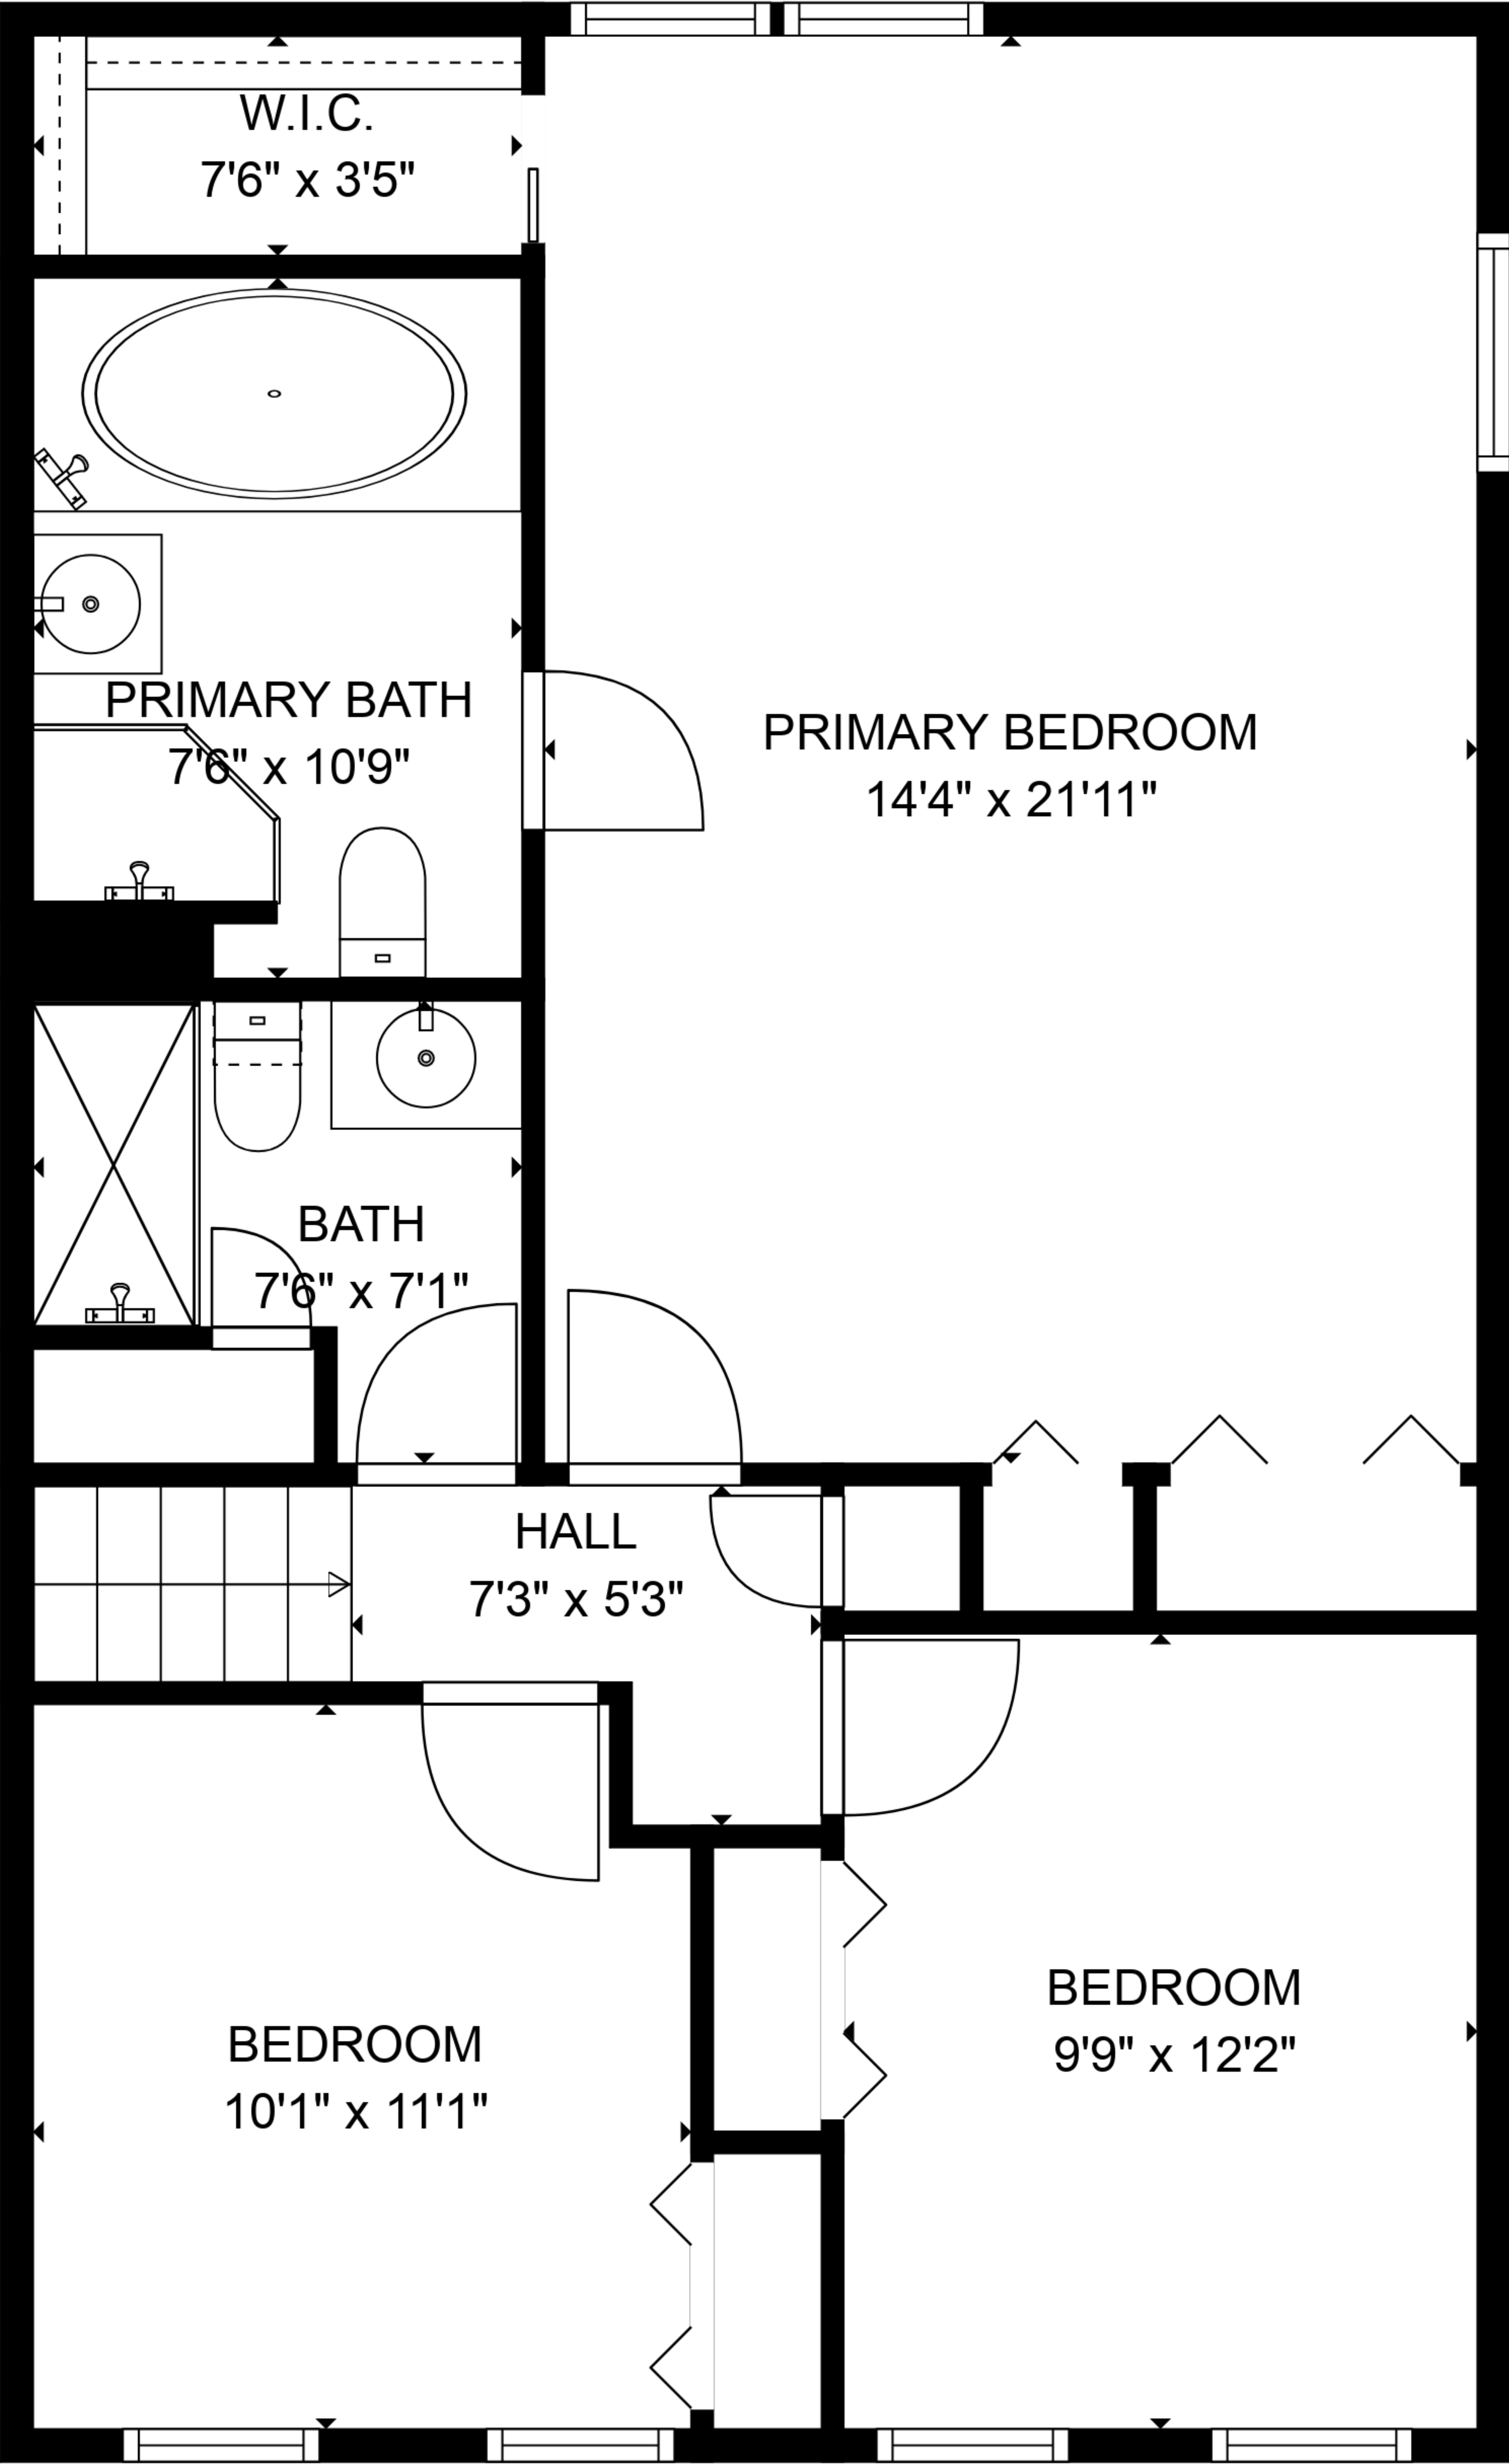 W.I.C.
7'6" x 3'5"
PRIMARY BATH
7'6" x 10'9"
PRIMARY BEDROOM
14'4" x 21'11"
BATH
7'6" x 7'1"
HALL
7'3" x 5'3"
BEDROOM
9'9" x 12'2"
BEDROOM
10'1" x 11'1"